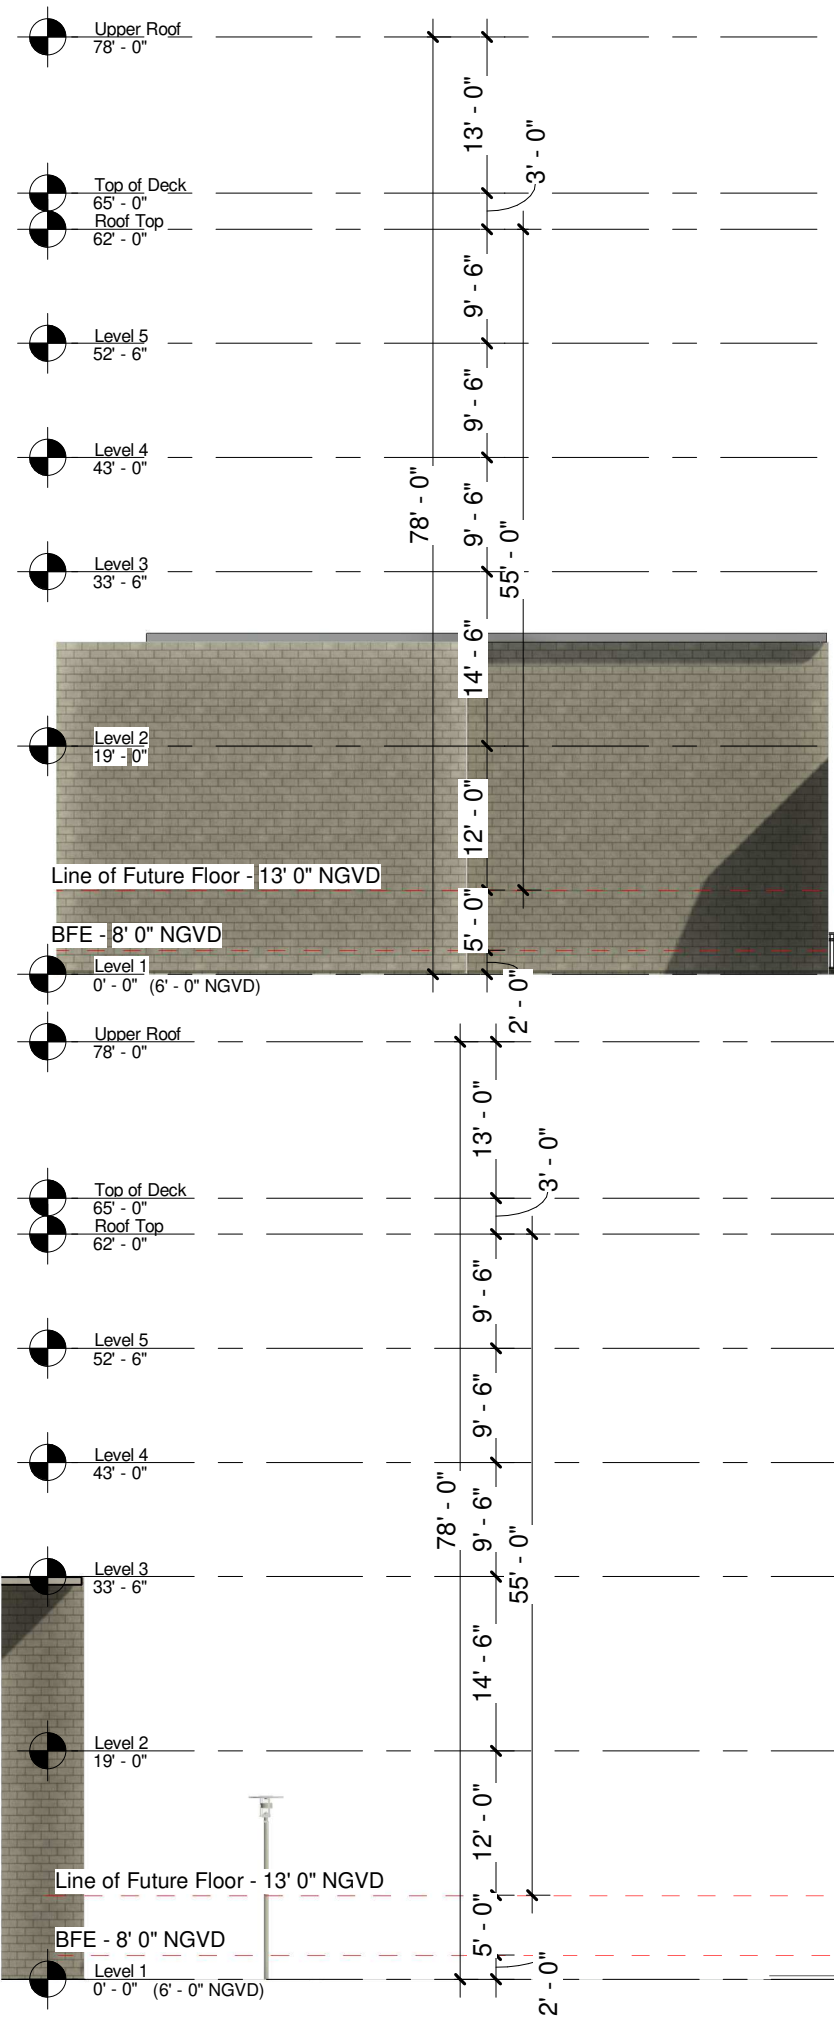 Upper Roof
78' - 0"
13' - 0"
3' - 0"
Top of Deck
65' - 0"
Roof Top
62' - 0"
9' - 6"
Level 5
52' - 6"
9' - 6"
Level 4
43' - 0"
78' - 0"
9' - 6"
55' - 0"
Level 3
33' - 6"
14' - 6"
Level 2
19' - 0"
12' - 0"
Line of Future Floor - 13' 0" NGVD
5' - 0"
BFE - 8' 0" NGVD
Level 1
0' - 0" (6' - 0" NGVD)
2' - 0"
Upper Roof
78' - 0"
13' - 0"
3' - 0"
Top of Deck
65' - 0"
Roof Top
62' - 0"
9' - 6"
Level 5
52' - 6"
9' - 6"
Level 4
43' - 0"
78' - 0"
9' - 6"
55' - 0"
Level 3
33' - 6"
14' - 6"
Level 2
19' - 0"
12' - 0"
Line of Future Floor - 13' 0" NGVD
5' - 0"
BFE - 8' 0" NGVD
Level 1
0' - 0" (6' - 0" NGVD)
2' - 0"